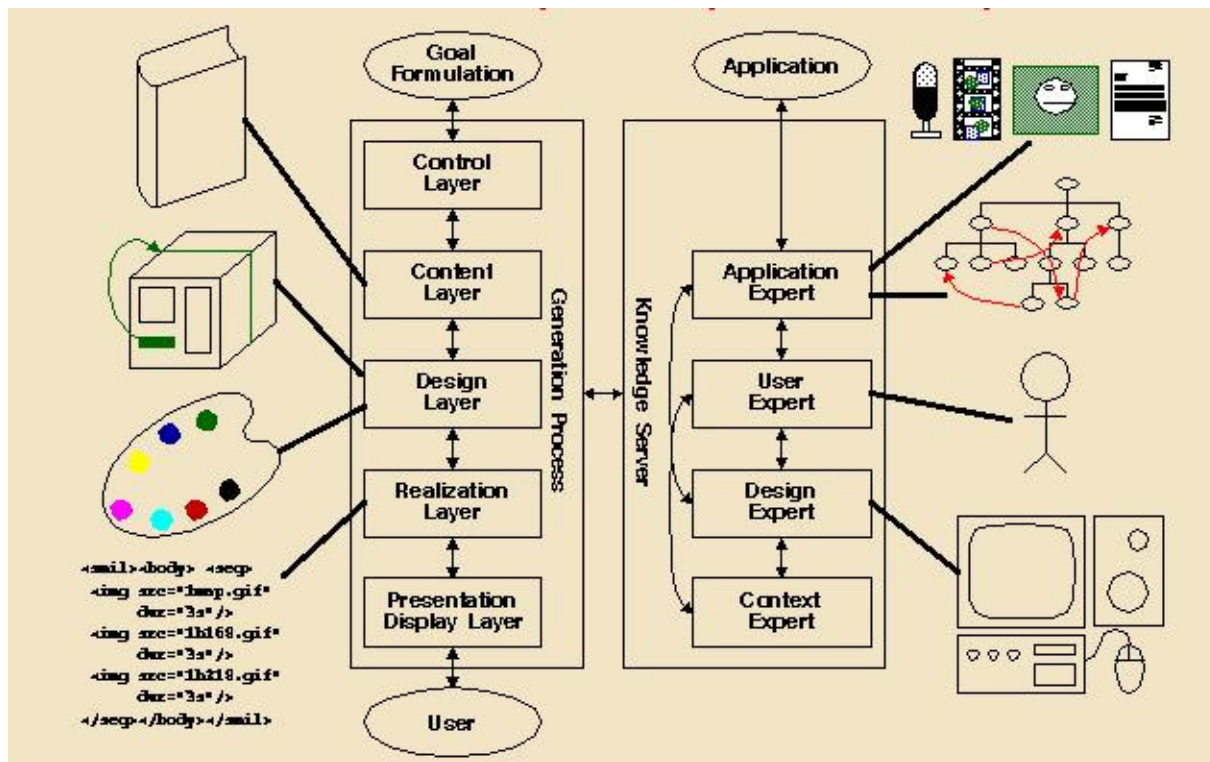 Goal
Formulation
Control
Layer
Content
Layer
Design
Layer
Realization
Layer
Presentation
Display Layer
User
Generation Process
Knowledge Server
Application
Application
Expert
User
Expert
Design
Expert
Context
Expert
<smil><body> <seq>
<img src="1map.gif"
dur="3s"/>
<img src="1h168.gif"
dur="3s"/>
<img src="1h218.gif"
dur="3s"/>
</seq></body></smil>